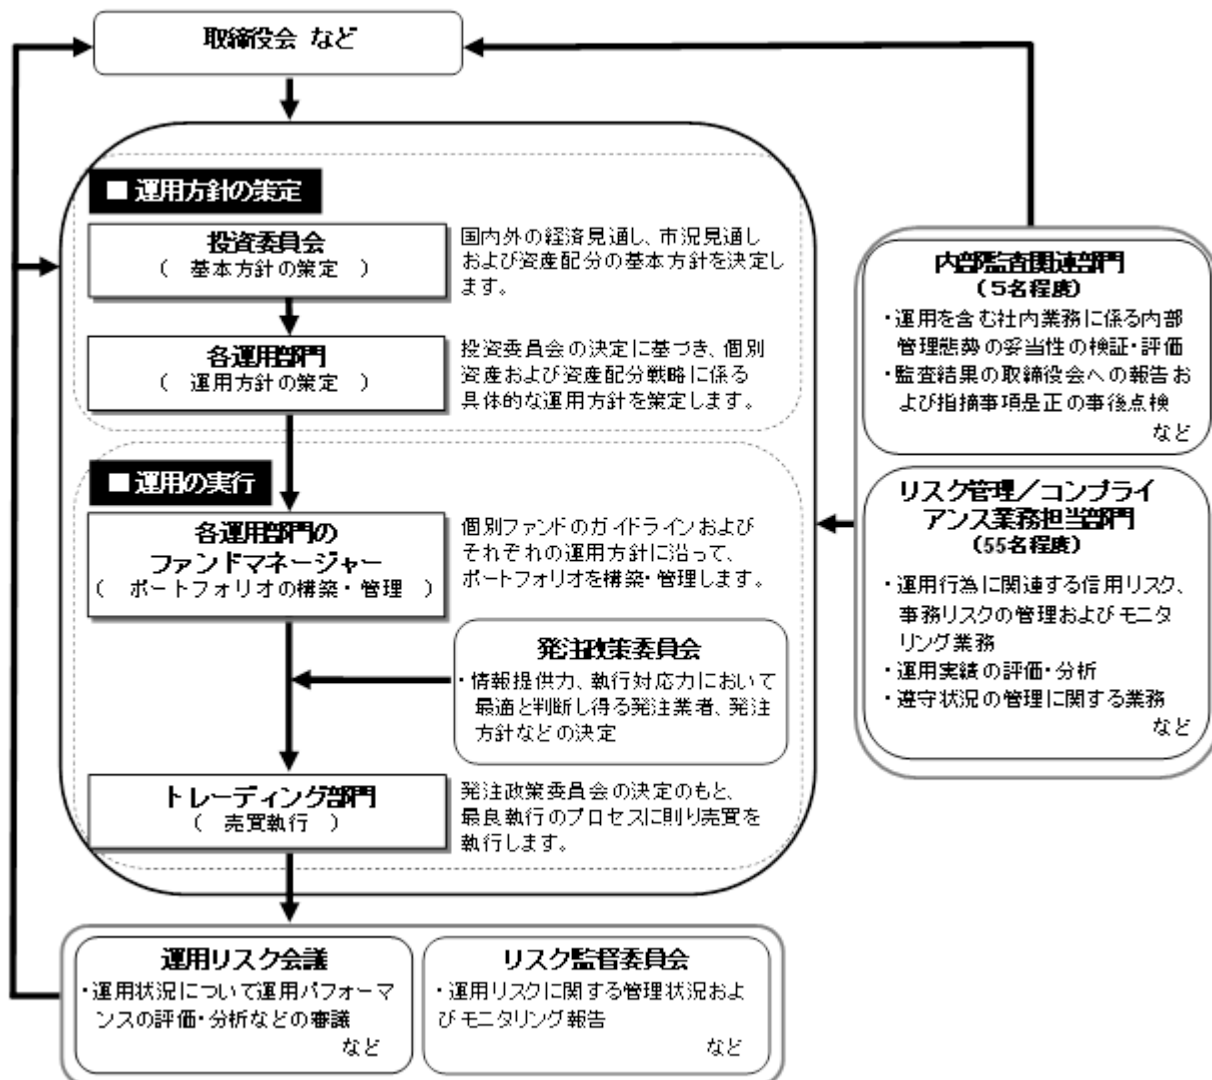 取締役会 など
■ 運用方針の策定
投資委員会
（ 基本方針の策定 ）
国内外の経済見通し、市況見通し
および資産配分の基本方針を決定し
ます。
各運用部門
（ 運用方針の策定 ）
投資委員会の決定に基づき、個別
資産および資産配分戦略に係る
具体的な運用方針を策定します。
■ 運用の実行
各運用部門の
ファンドマネージャー
（ ポートフォリオの構築・管理 ）
個別ファンドのガイドラインおよび
それぞれの運用方針に沿って、
ポートフォリオを構築・管理します。
発注政策委員会
・情報提供力、執行対応力において
最適と判断し得る発注業者、発注
方針などの決定
トレーディング部門
（ 売買執行 ）
発注政策委員会の決定のもと、
最良執行のプロセスに則り売買を
執行します。
内部監査関連部門
（5名程度）
・運用を含む社内業務に係る内部
管理態勢の妥当性の検証・評価
・監査結果の取締役会への報告お
よび指摘事項是正の事後点検
など
リスク管理／コンプライ
アンス業務担当部門
（55名程度）
・運用行為に関連する信用リスク、
事務リスクの管理およびモニタ
リング業務
・運用実績の評価・分析
・遵守状況の管理に関する業務
など
運用リスク会議
・運用状況について運用パフォーマ
ンスの評価・分析などの審議
など
リスク監督委員会
・運用リスクに関する管理状況およ
びモニタリング報告
など